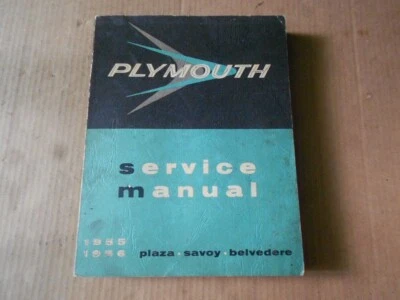 PLYMOUTH
service
manual
1955
1956 plaza · savoy · belvedere